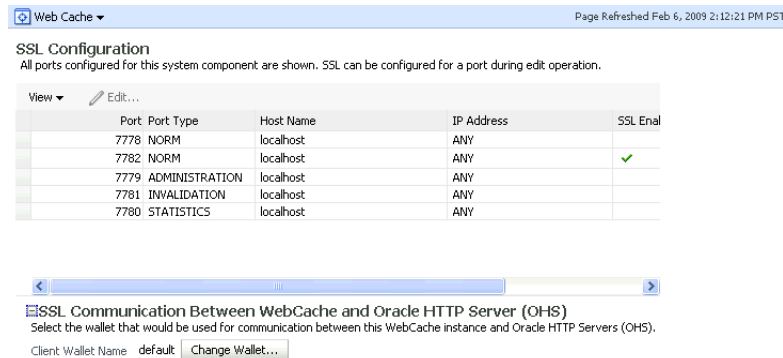 Web Cache
Page Refreshed Feb 6, 2009 2:12:21 PM PST
SSL Configuration
All ports configured for this system component are shown. SSL can be configured for a port during edit operation.
View Edit...
Port Port Type Host Name IP Address SSL Enal
7778 NORM localhost ANY
7782 NORM localhost ANY
7779 ADMINISTRATION localhost ANY
7781 INVALIDATION localhost ANY
7780 STATISTICS localhost ANY
SSL Communication Between WebCache and Oracle HTTP Server (OHS)
Select the wallet that would be used for communication between this WebCache instance and Oracle HTTP Servers (OHS).
Client Wallet Name default Change Wallet...